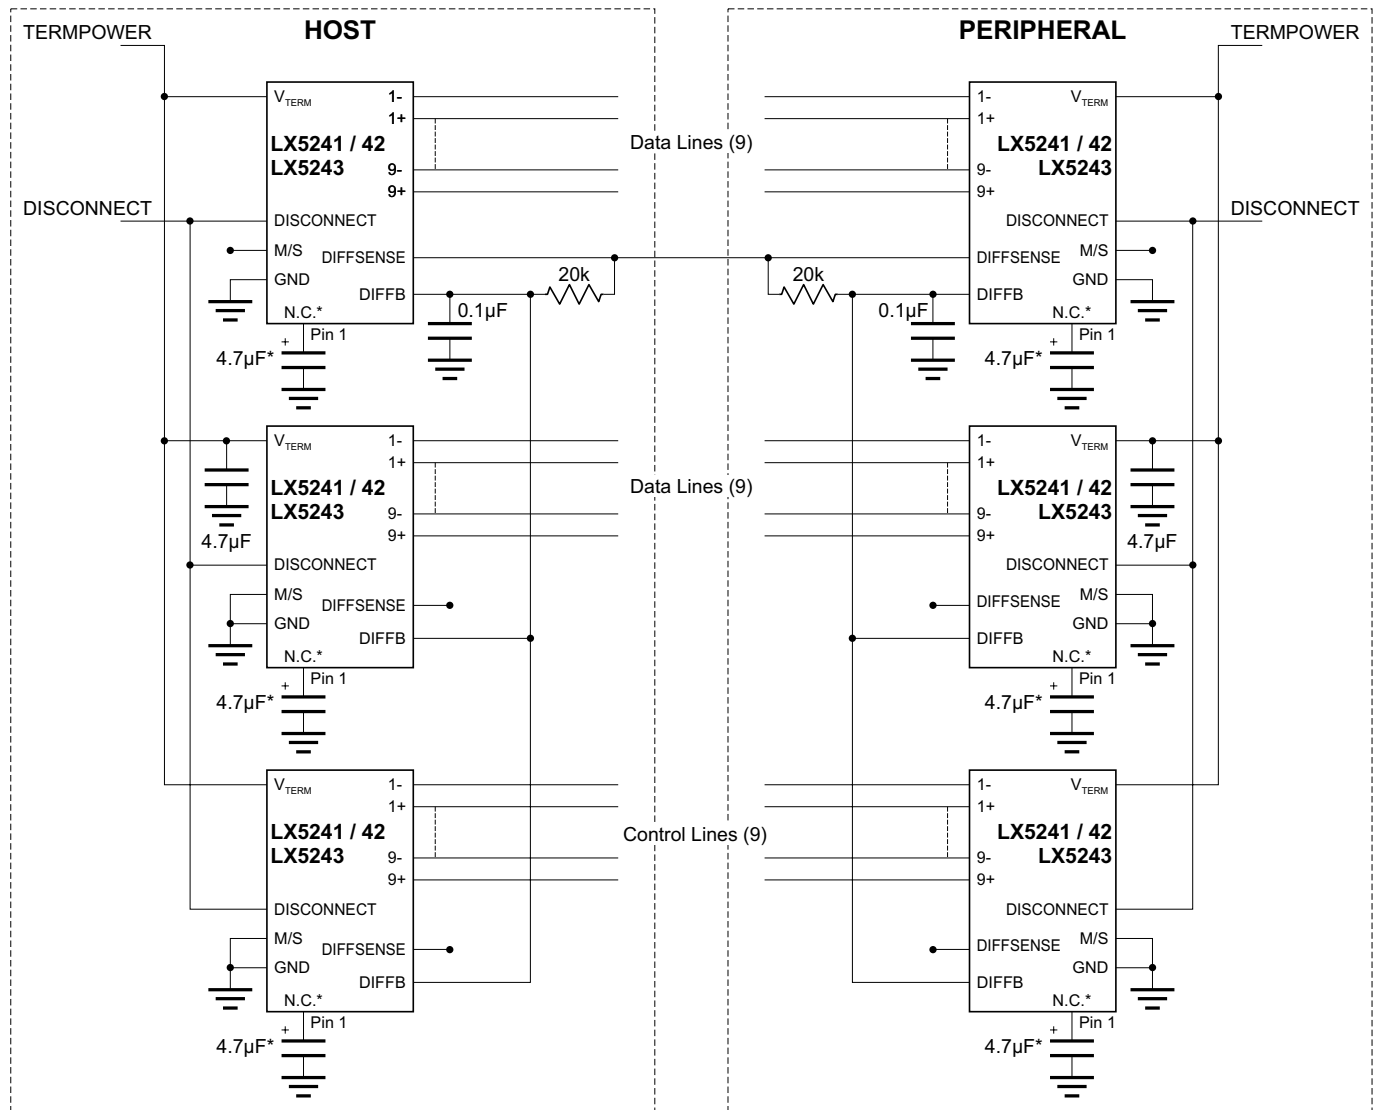 HOST
PERIPHERAL
TERMPOWER
TERMPOWER
VTERM
1-
1+
LX5241 / 42
LX5243
9-
9+
DISCONNECT
DISCONNECT
M/S
DIFFSENSE
GND
DIFFB
N.C.*
Pin 1
+
4.7µF*
20k
0.1µF
Data Lines (9)
1-
VTERM
1+
LX5241 / 42
LX5243
9-
9+
DISCONNECT
DISCONNECT
M/S
DIFFSENSE
GND
DIFFB
N.C.*
Pin 1
+
4.7µF*
20k
0.1µF
VTERM
1-
1+
LX5241 / 42
LX5243
9-
9+
4.7µF
DISCONNECT
M/S
DIFFSENSE
GND
DIFFB
N.C.*
Pin 1
+
4.7µF*
Data Lines (9)
1-
VTERM
1+
LX5241 / 42
LX5243
9-
9+
4.7µF
DISCONNECT
M/S
DIFFSENSE
GND
DIFFB
N.C.*
Pin 1
+
4.7µF*
VTERM
1-
1+
LX5241 / 42
LX5243
9-
9+
DISCONNECT
M/S
DIFFSENSE
GND
DIFFB
N.C.*
Pin 1
+
4.7µF*
Control Lines (9)
1-
VTERM
1+
LX5241 / 42
LX5243
9-
9+
DISCONNECT
M/S
DIFFSENSE
GND
DIFFB
N.C.*
Pin 1
+
4.7µF*